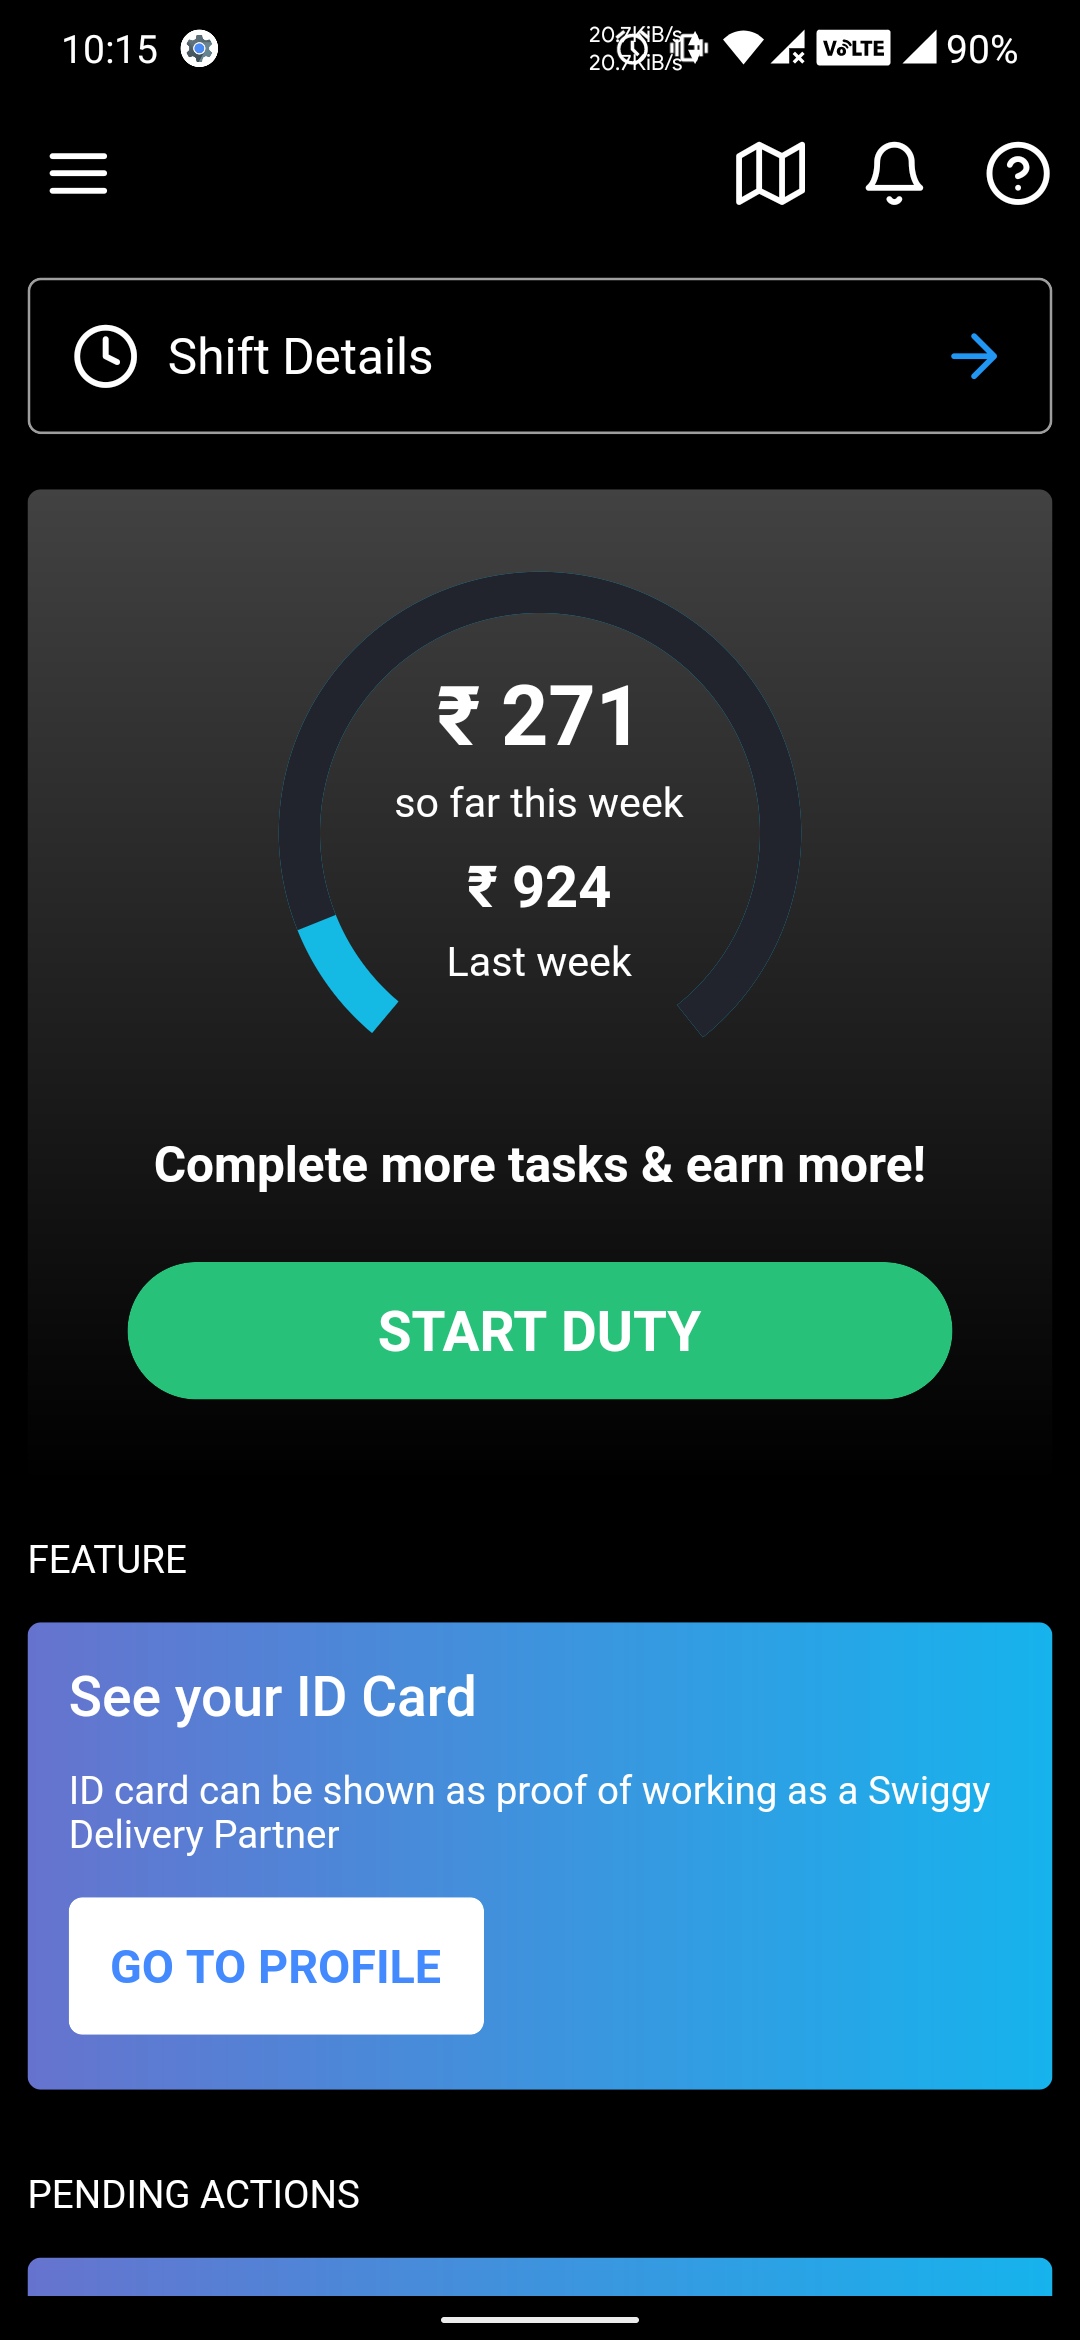 10:15
20.7KiB/s
20.7KiB/s
VoLTE
90%
Shift Details
₹ 271
so far this week
₹ 924
Last week
Complete more tasks & earn more!
START DUTY
FEATURE
See your ID Card
ID card can be shown as proof of working as a Swiggy
Delivery Partner
GO TO PROFILE
PENDING ACTIONS